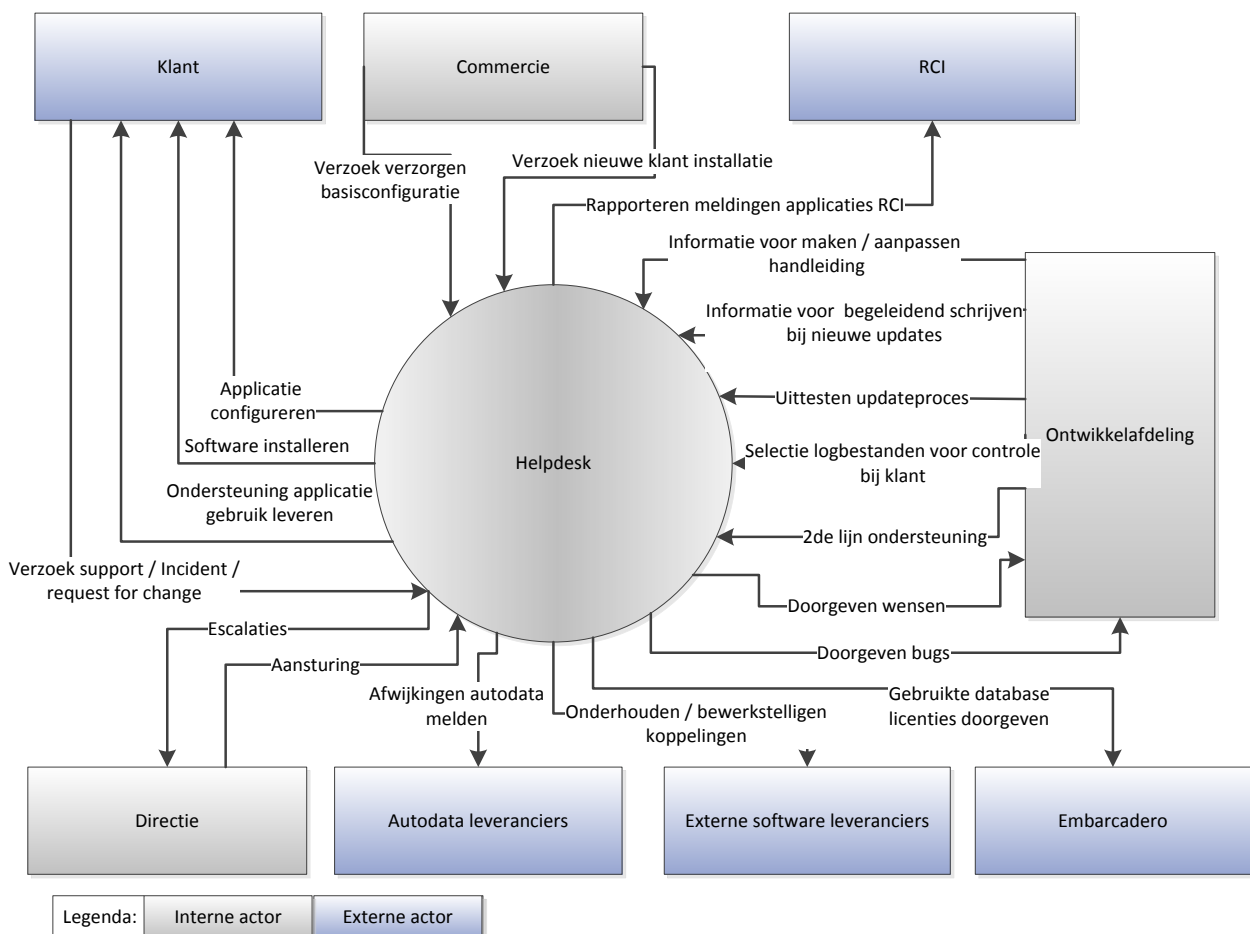 Klant
Commercie
RCI
Verzoek verzorgen
basisconfiguratie
Verzoek nieuwe klant installatie
Rapporteren meldingen applicaties RCI
Informatie voor maken / aanpassen
handleiding
Informatie voor begeleidend schrijven
bij nieuwe updates
Uittesten updateproces
Ontwikkelafdeling
Selectie logbestanden voor controle
bij klant
2de lijn ondersteuning
Doorgeven wensen
Doorgeven bugs
Helpdesk
Applicatie
configureren
Software installeren
Ondersteuning applicatie
gebruik leveren
Verzoek support / Incident /
request for change
Escalaties
Aansturing
Afwijkingen autodata
melden
Onderhouden / bewerkstelligen
koppelingen
Gebruikte database
licenties doorgeven
Directie
Autodata leveranciers
Externe software leveranciers
Embarcadero
Legenda:
Interne actor
Externe actor